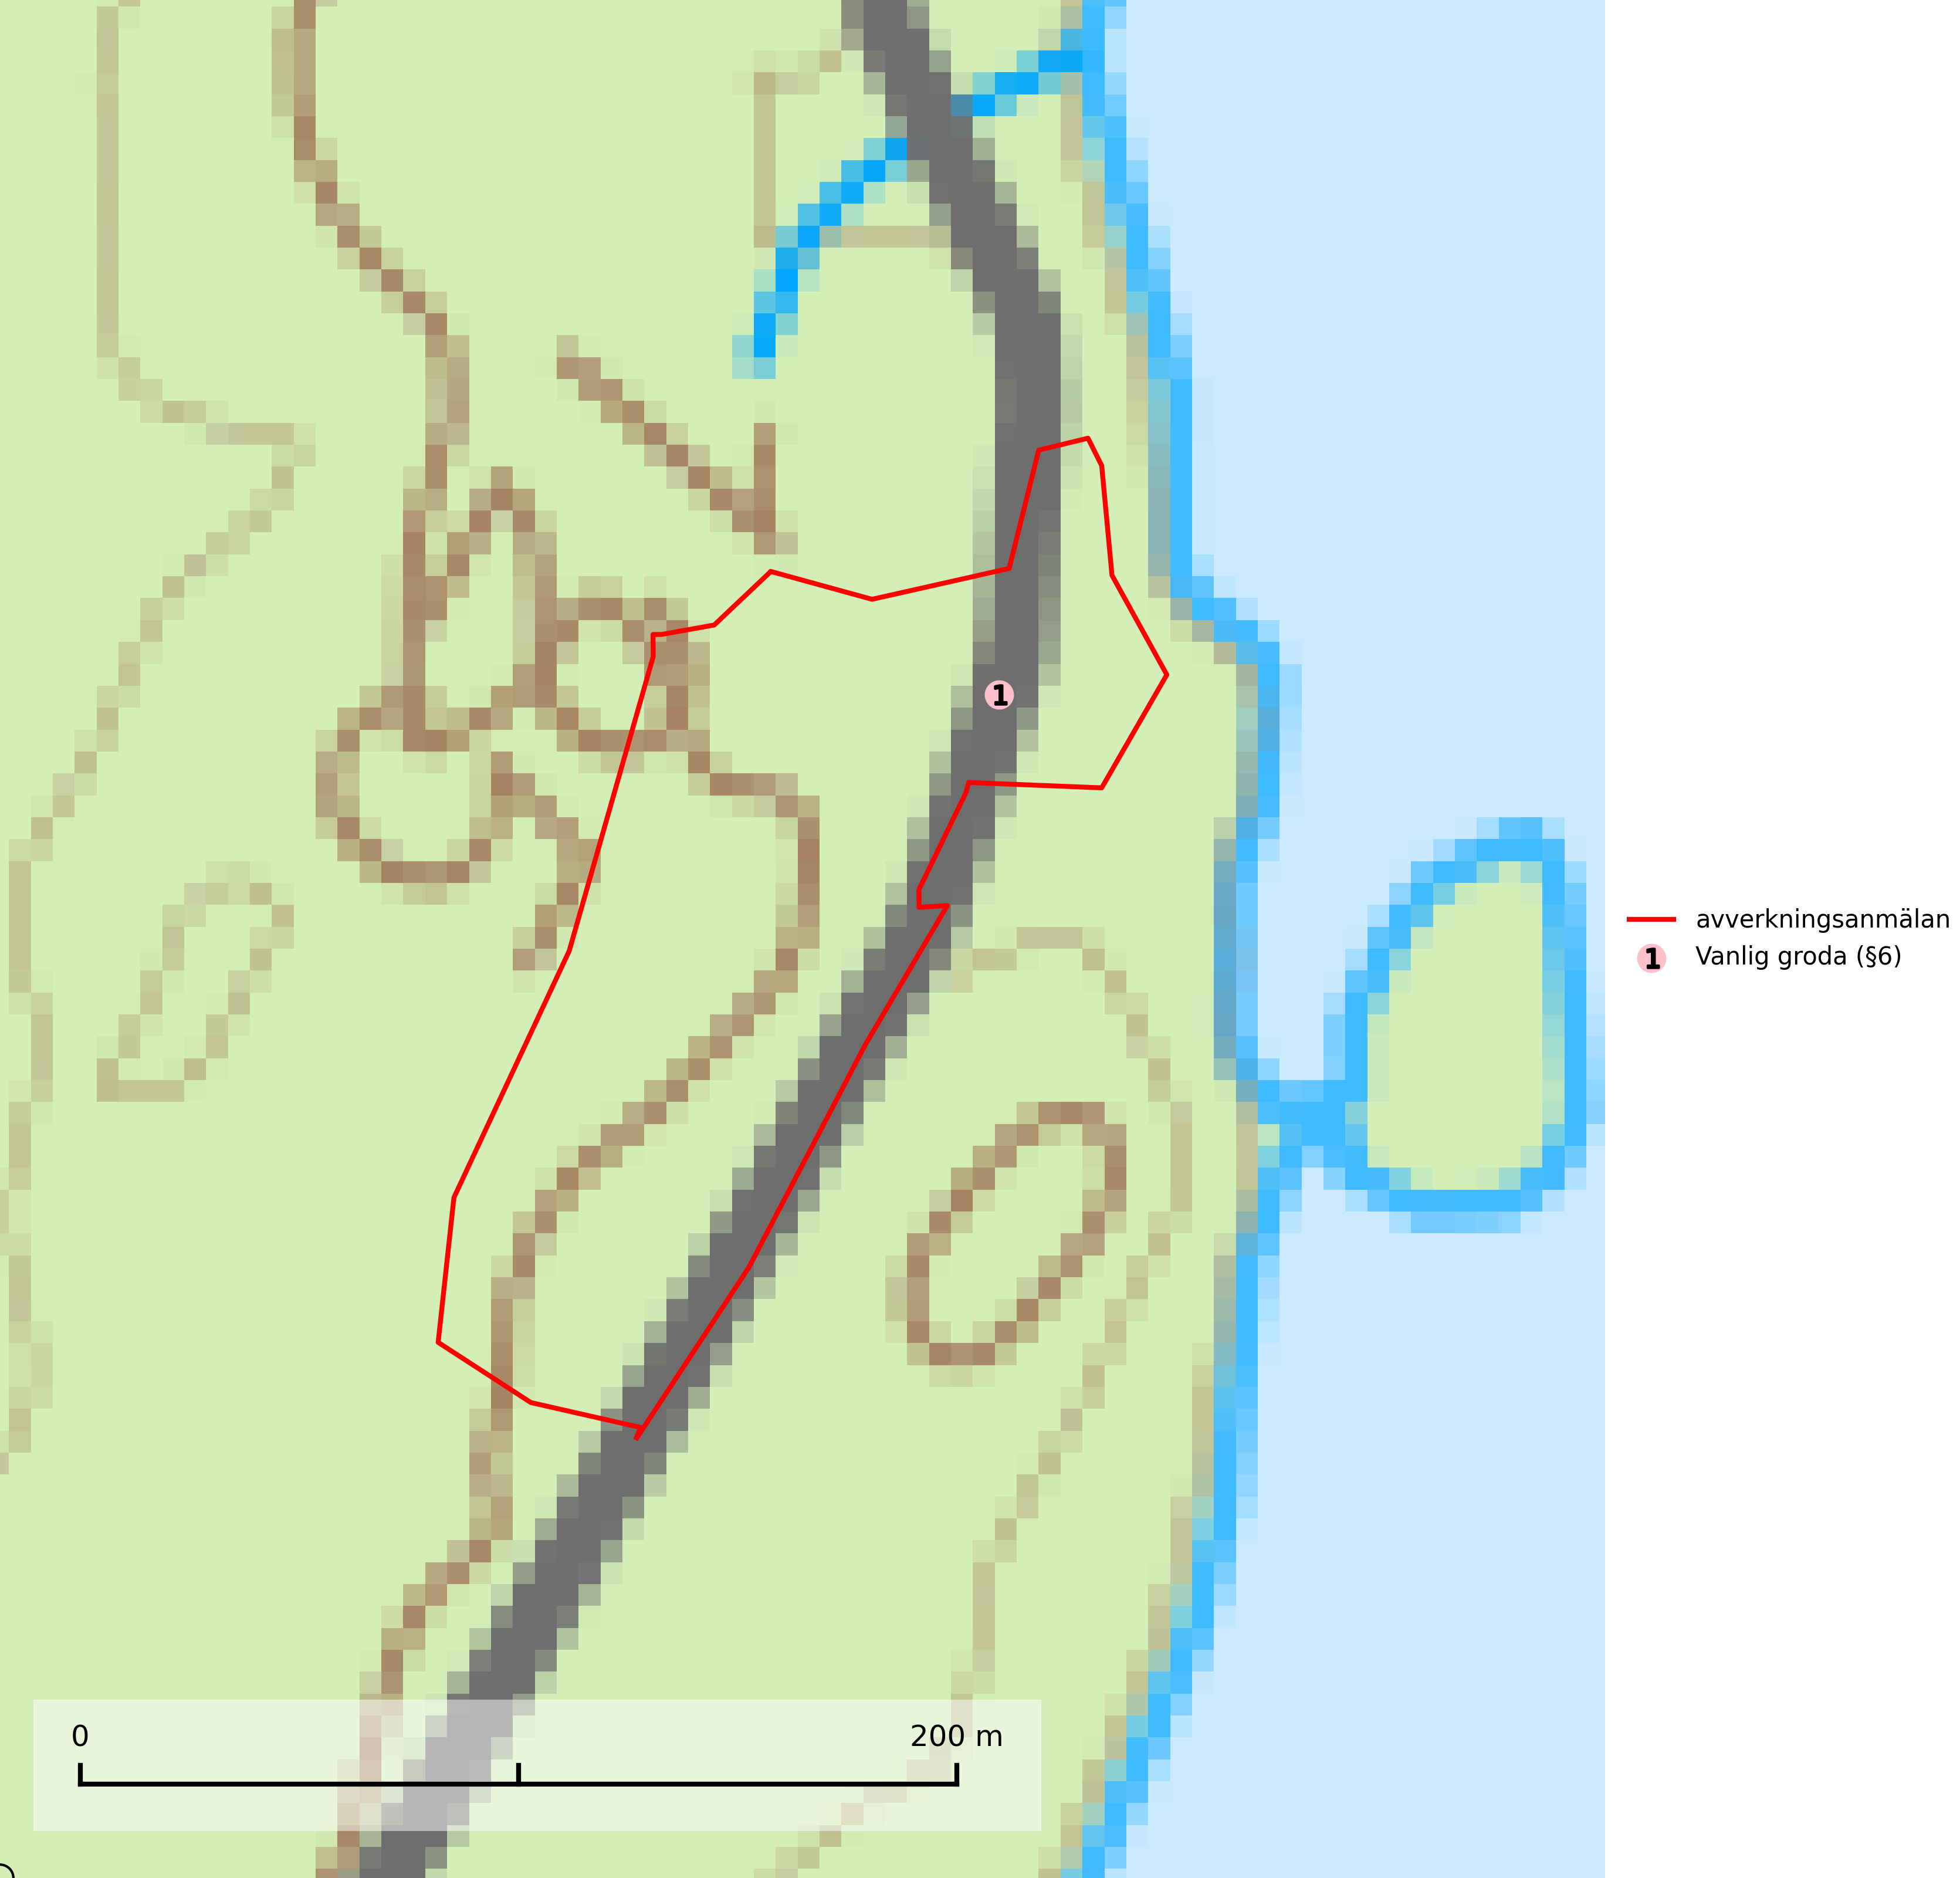 1
avverkningsanmälan
1 Vanlig groda (§6)
0 200 m